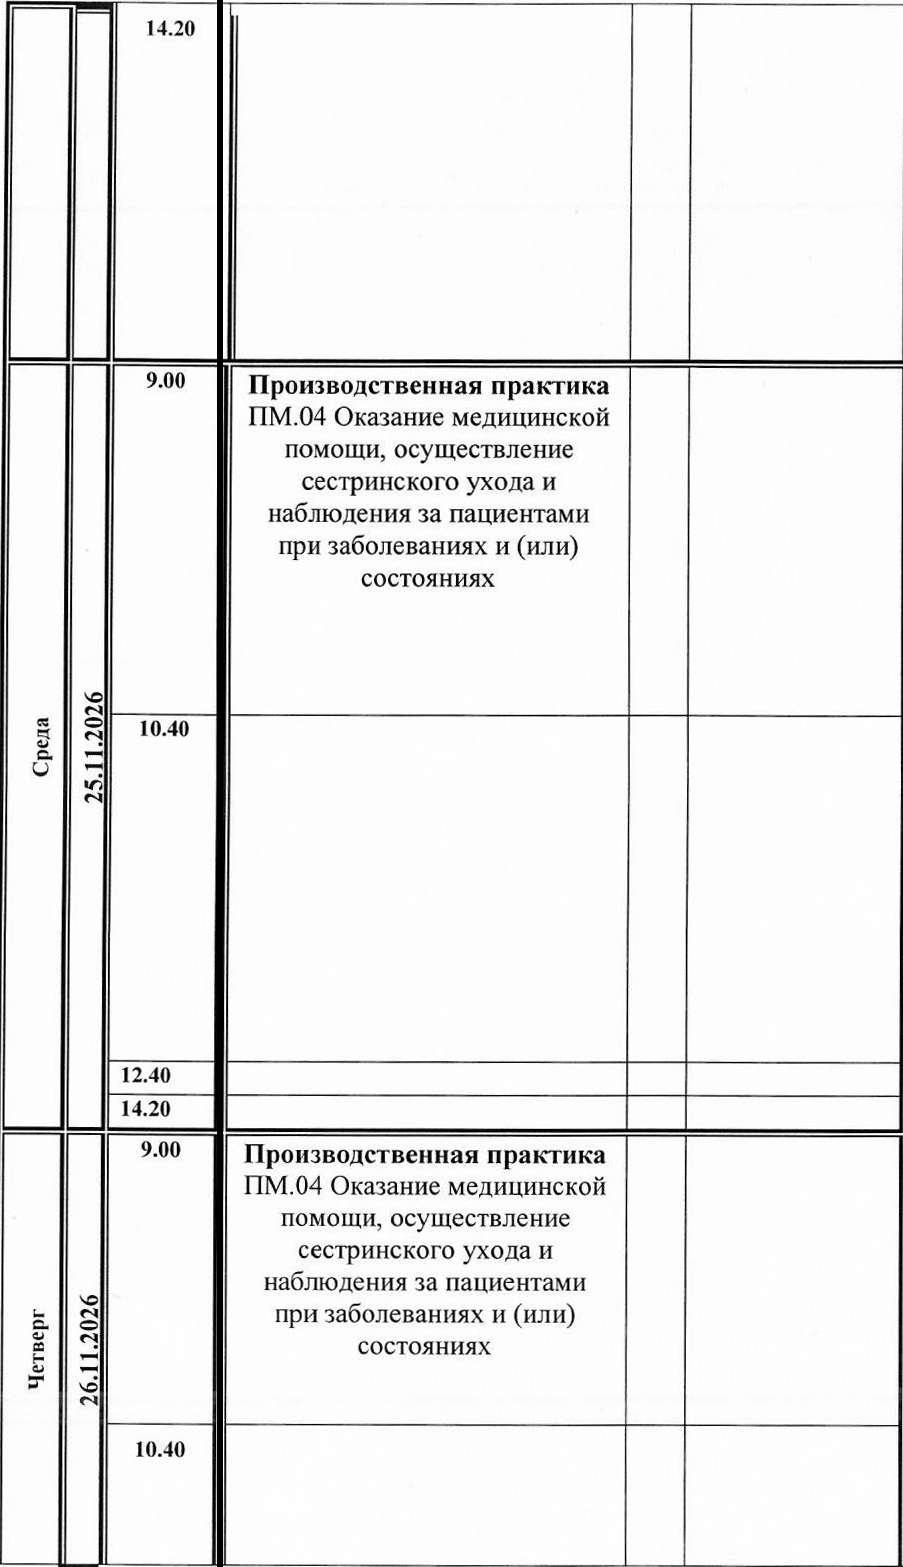 14.20
Среда
25.11.2026
9.00
Производственная практика
ПМ.04 Оказание медицинской
помощи, осуществление
сестринского ухода и
наблюдения за пациентами
при заболеваниях и (или)
состояниях
10.40
12.40
14.20
Четверг
26.11.2026
9.00
Производственная практика
ПМ.04 Оказание медицинской
помощи, осуществление
сестринского ухода и
наблюдения за пациентами
при заболеваниях и (или)
состояниях
10.40